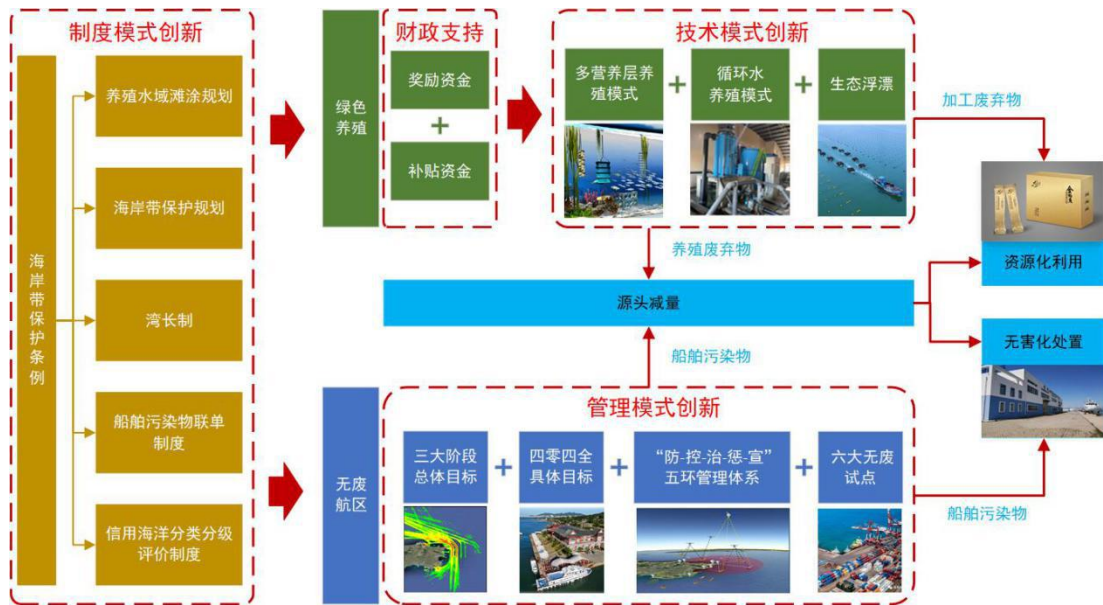 制度模式创新
海岸带保护条例
养殖水域滩涂规划
海岸带保护规划
湾长制
船舶污染物联单
制度
信用海洋分类分级
评价制度
绿色
养殖
财政支持
奖励资金
+
补贴资金
技术模式创新
多营养层养
殖模式
+
循环水
养殖模式
+
生态浮漂
加工废弃物
养殖废弃物
源头减量
船舶污染物
资源化利用
无害化处置
无废
航区
管理模式创新
三大阶段
总体目标
+
四零四全
具体目标
+
“防-控-治-惩-宣”
五环管理体系
+
六大无废
试点
船舶污染物